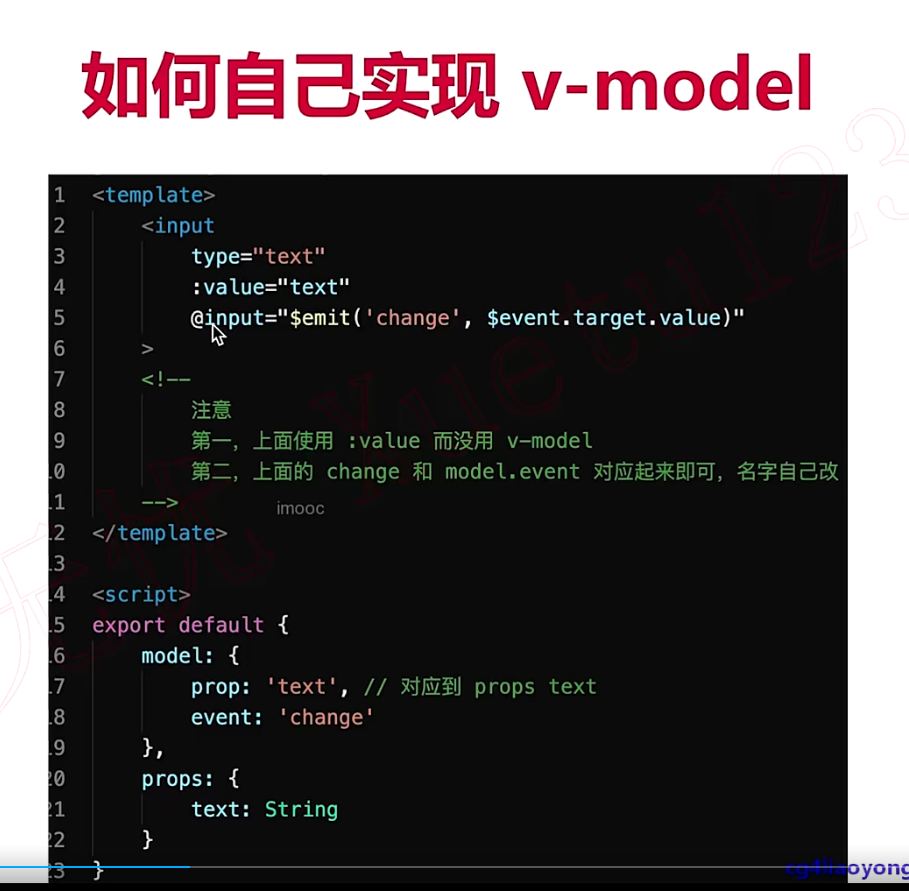 如何自己实现 v-model
1 <template>
2 <input
3 type="text"
4 :value="text"
5 @input="$emit('change', $event.target.value)"
6 >
7 <!--
8 注意
9 第一，上面使用 :value 而没用 v-model
10 第二，上面的 change 和 model.event 对应起来即可，名字自己改
11 -->
imooc
12 </template>
13
14 <script>
15 export default {
16 model: {
17 prop: 'text', // 对应到 props text
18 event: 'change'
19 },
20 props: {
21 text: String
22 }
23 }